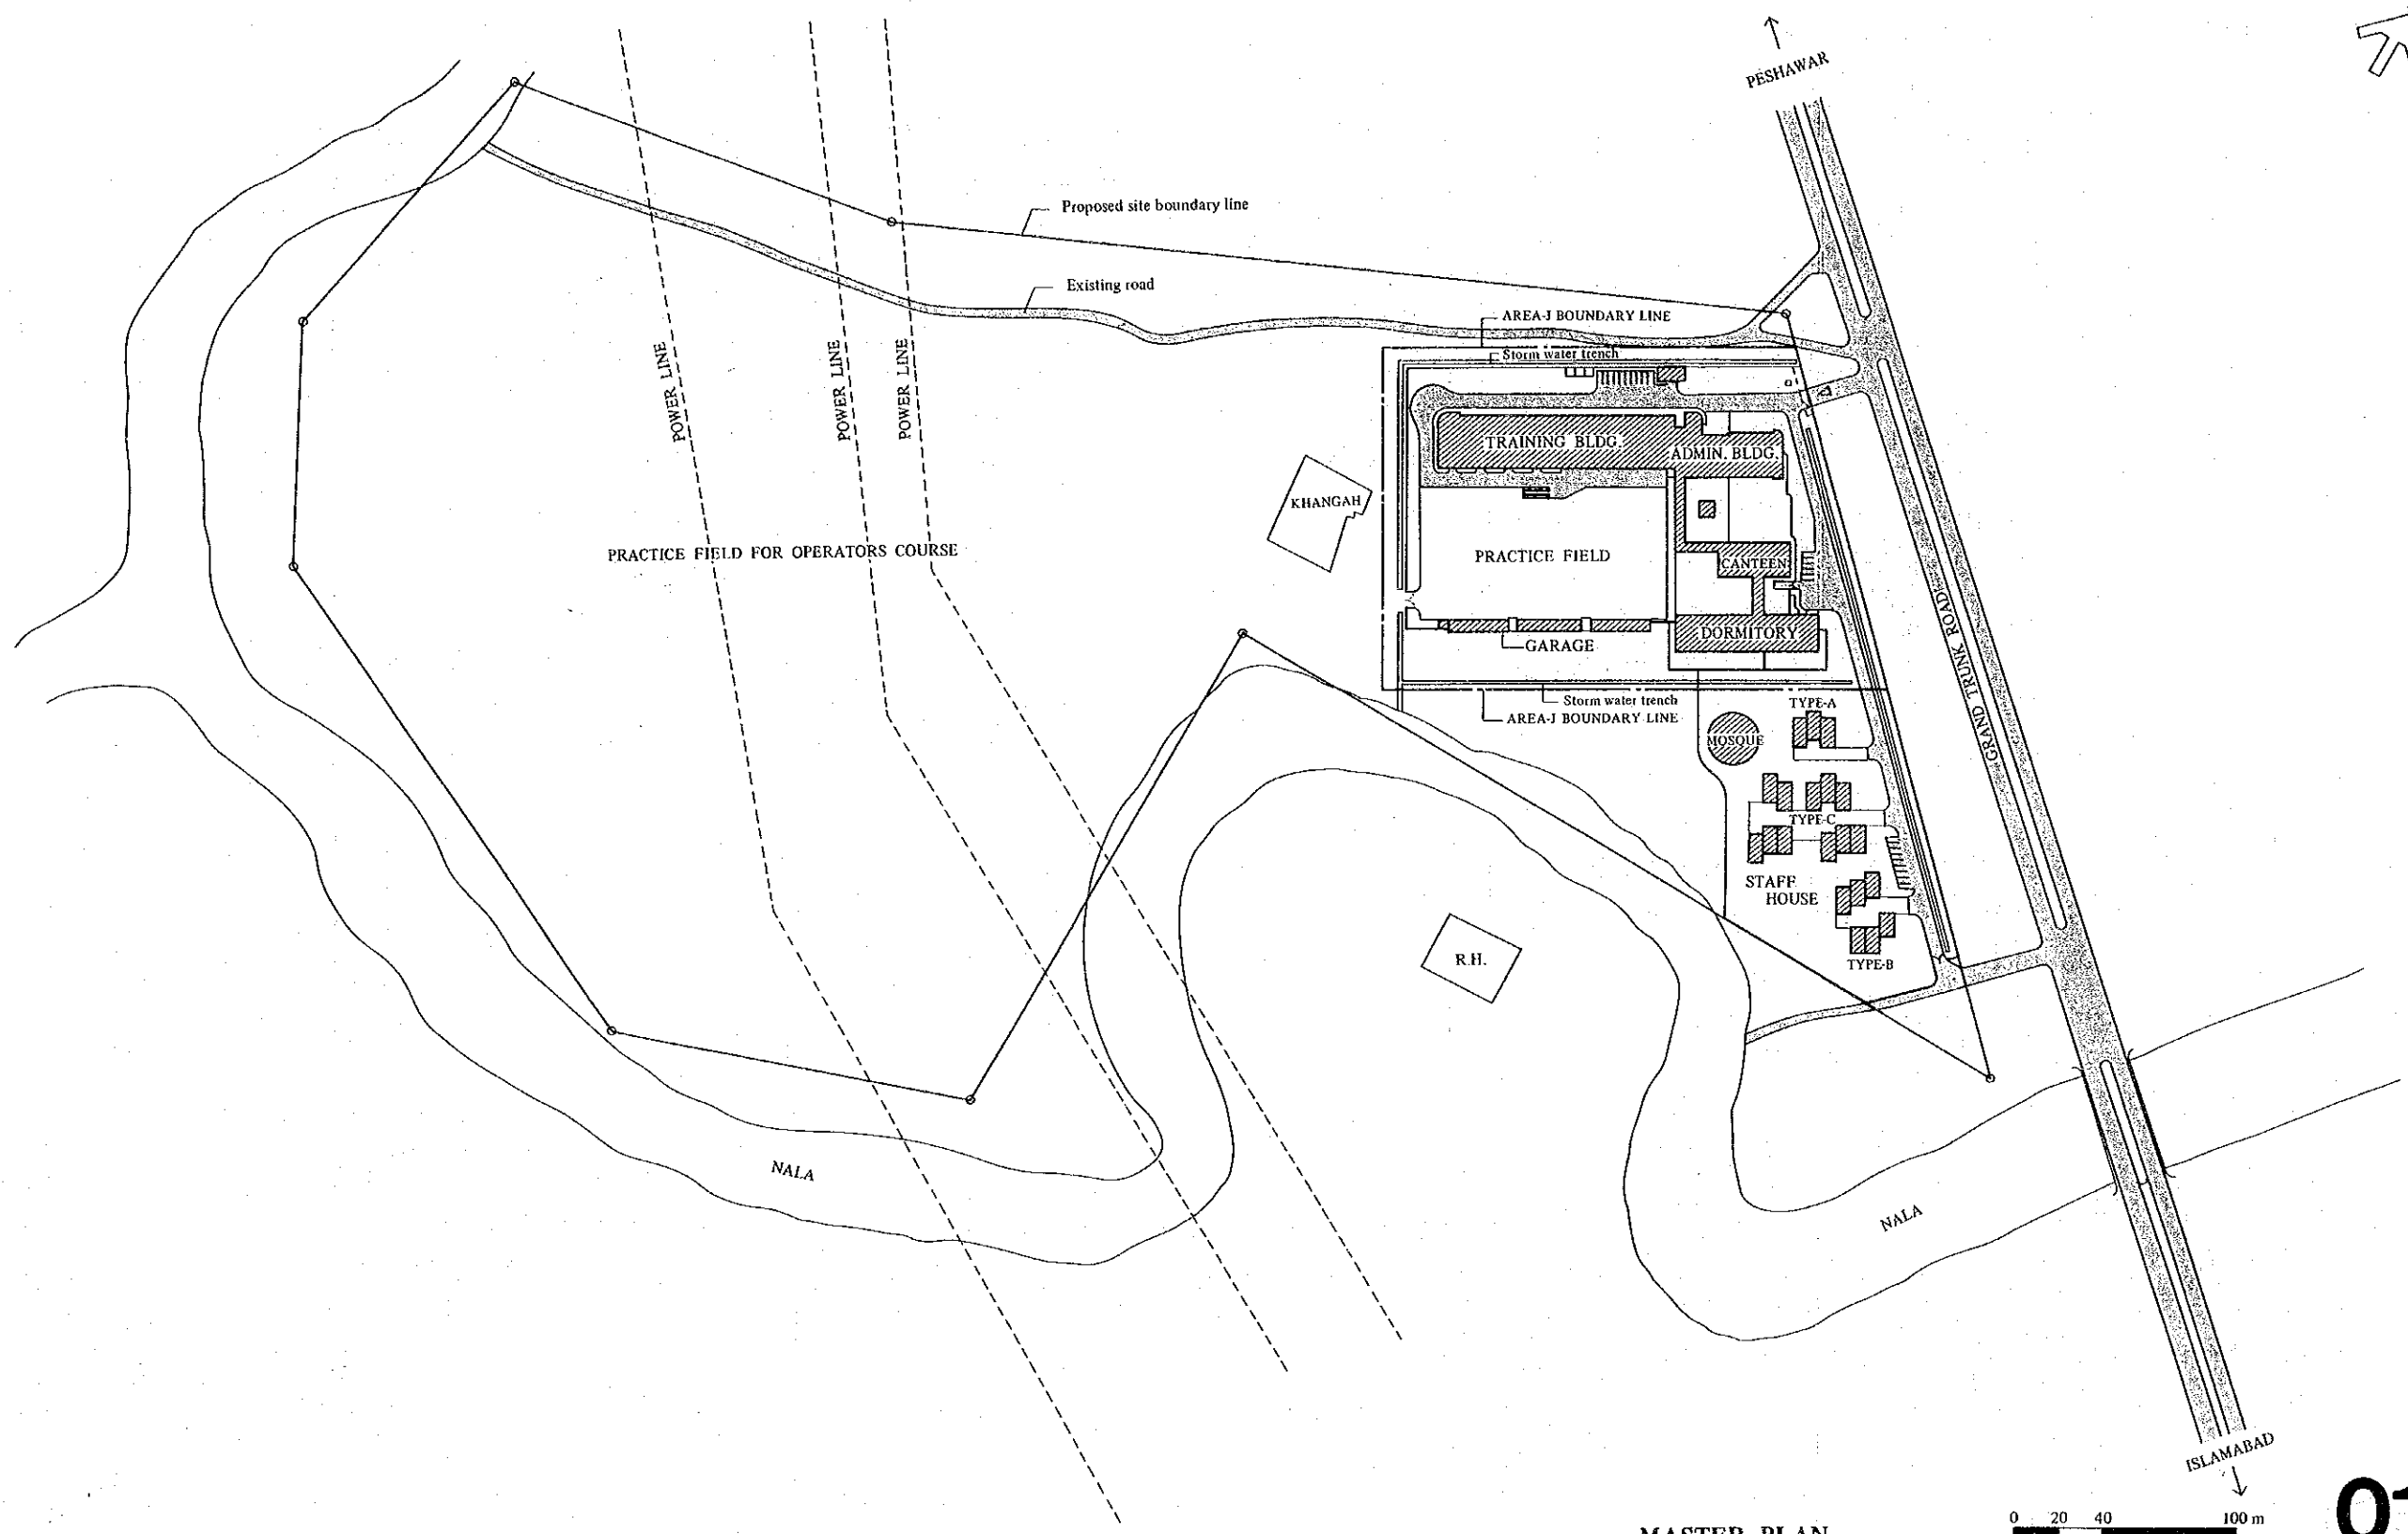 PESHAWAR
Proposed site boundary line
Existing road
AREA-J BOUNDARY LINE
Storm water trench
POWER LINE
POWER LINE
POWER LINE
TRAINING BLDG.
ADMIN. BLDG.
KHANGAH
PRACTICE FIELD FOR OPERATORS COURSE
PRACTICE FIELD
CANTEEN
DORMITORY
GARAGE
GRAND TRUNK ROAD
Storm water trench
AREA-J BOUNDARY LINE
TYPE-A
MOSQUE
TYPE-C
STAFF
HOUSE
R.H.
TYPE-B
NALA
NALA
ISLAMABAD
0 20 40 100 m
MASTER PLAN